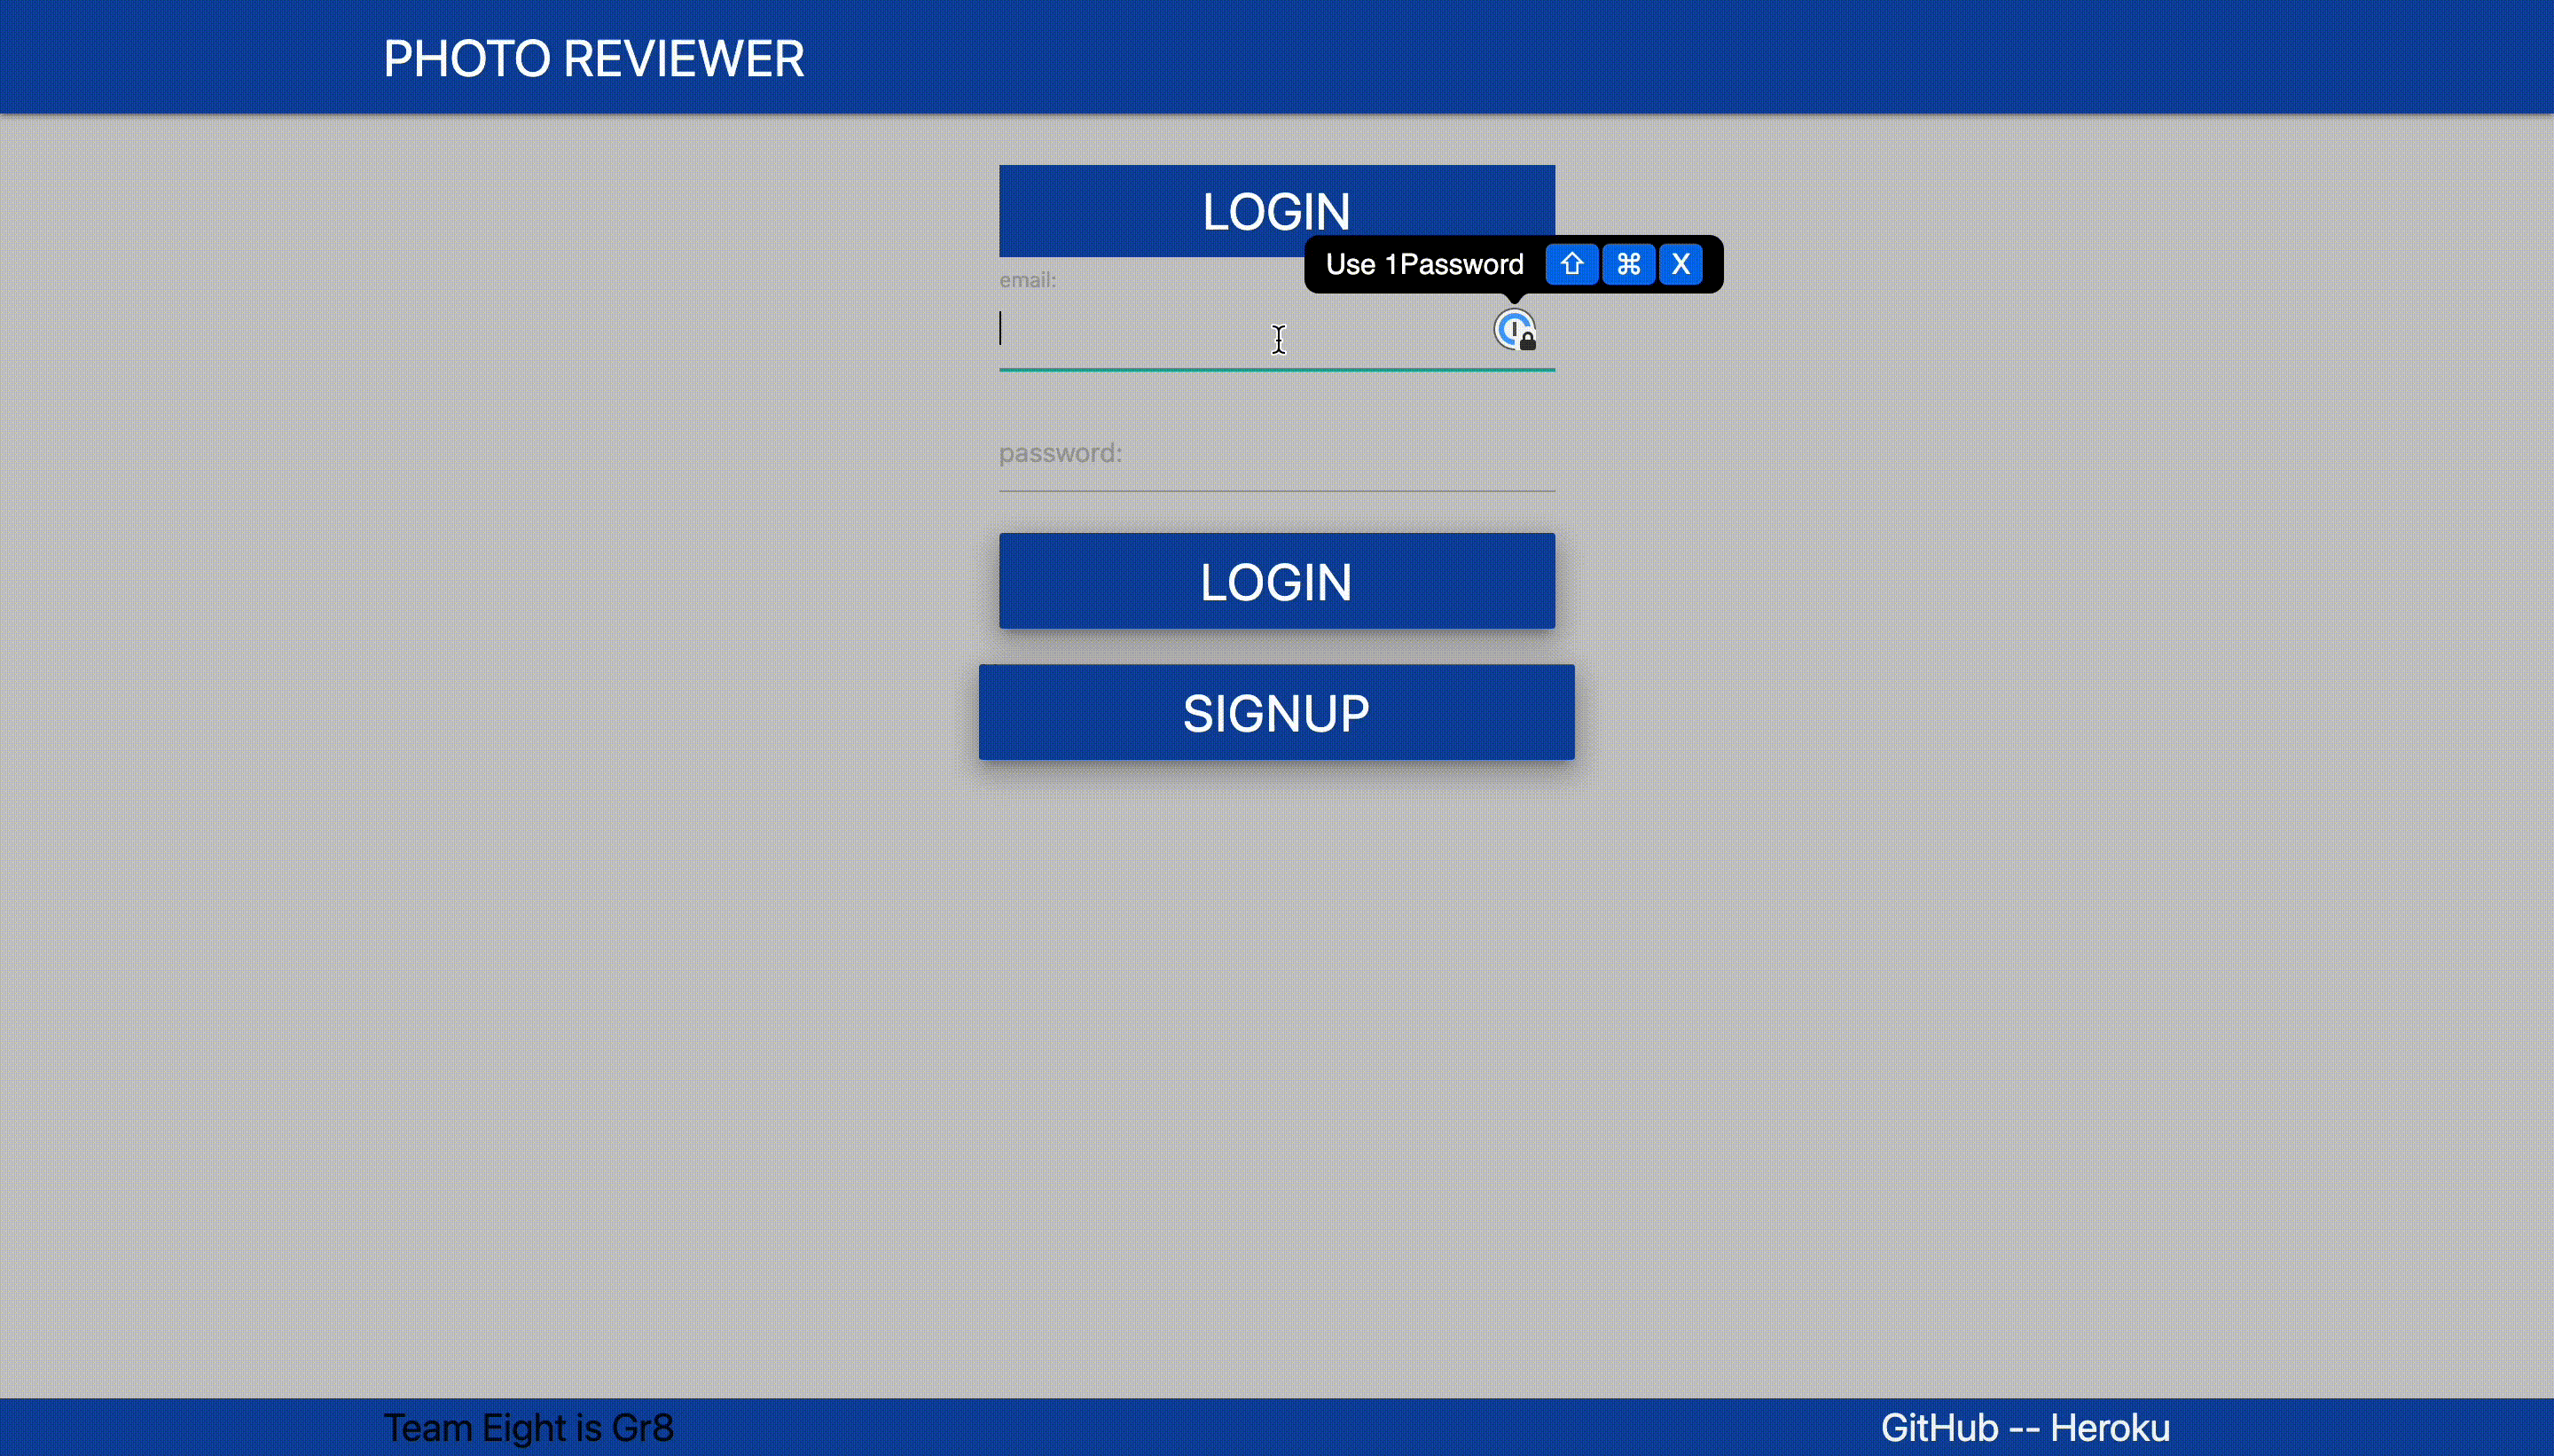 PHOTO REVIEWER
LOGIN
Use 1Password ⇧ ⌘ X
email:
password:
LOGIN
SIGNUP
Team Eight is Gr8
GitHub -- Heroku